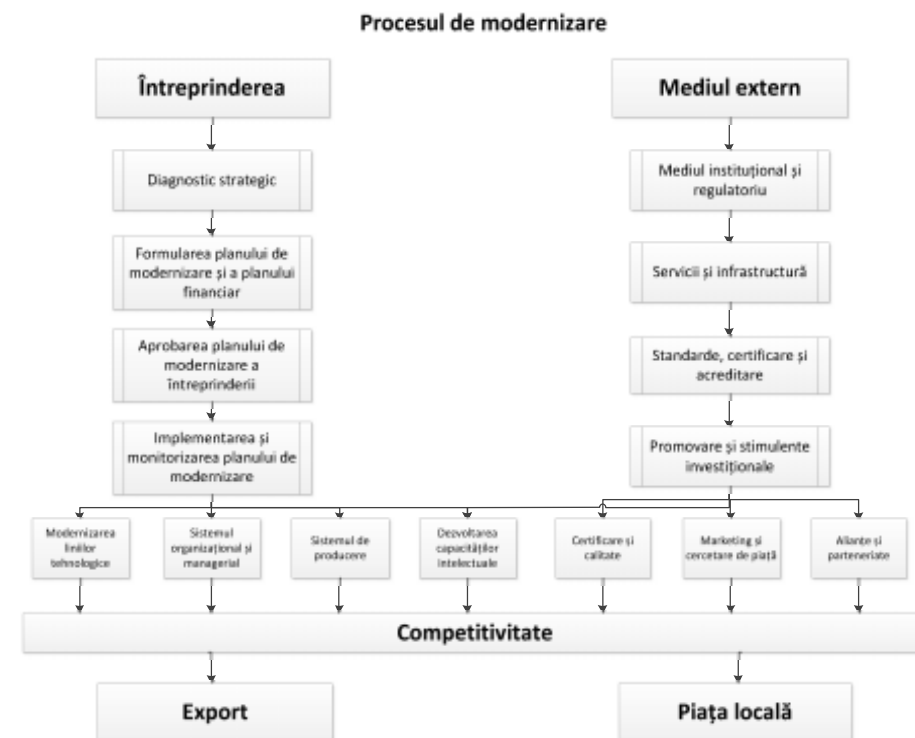 Procesul de modernizare
Întreprinderea
Mediul extern
Diagnostic strategic
Mediul instituțional și
regulatoriu
Formularea planului de
modernizare și a planului
financiar
Servicii și infrastructură
Aprobarea planului de
modernizare a
întreprinderii
Standarde, certificare și
acreditare
Implementarea și
monitorizarea planului de
modernizare
Promovare și stimulente
investiționale
Modernizarea
liniilor
tehnologice
Sistemul
organizațional și
managerial
Sistemul de
producere
Dezvoltarea
capacităților
intelectuale
Certificare și
calitate
Marketing și
cercetare de piață
Alianțe și
parteneriate
Competitivitate
Export
Piața locală